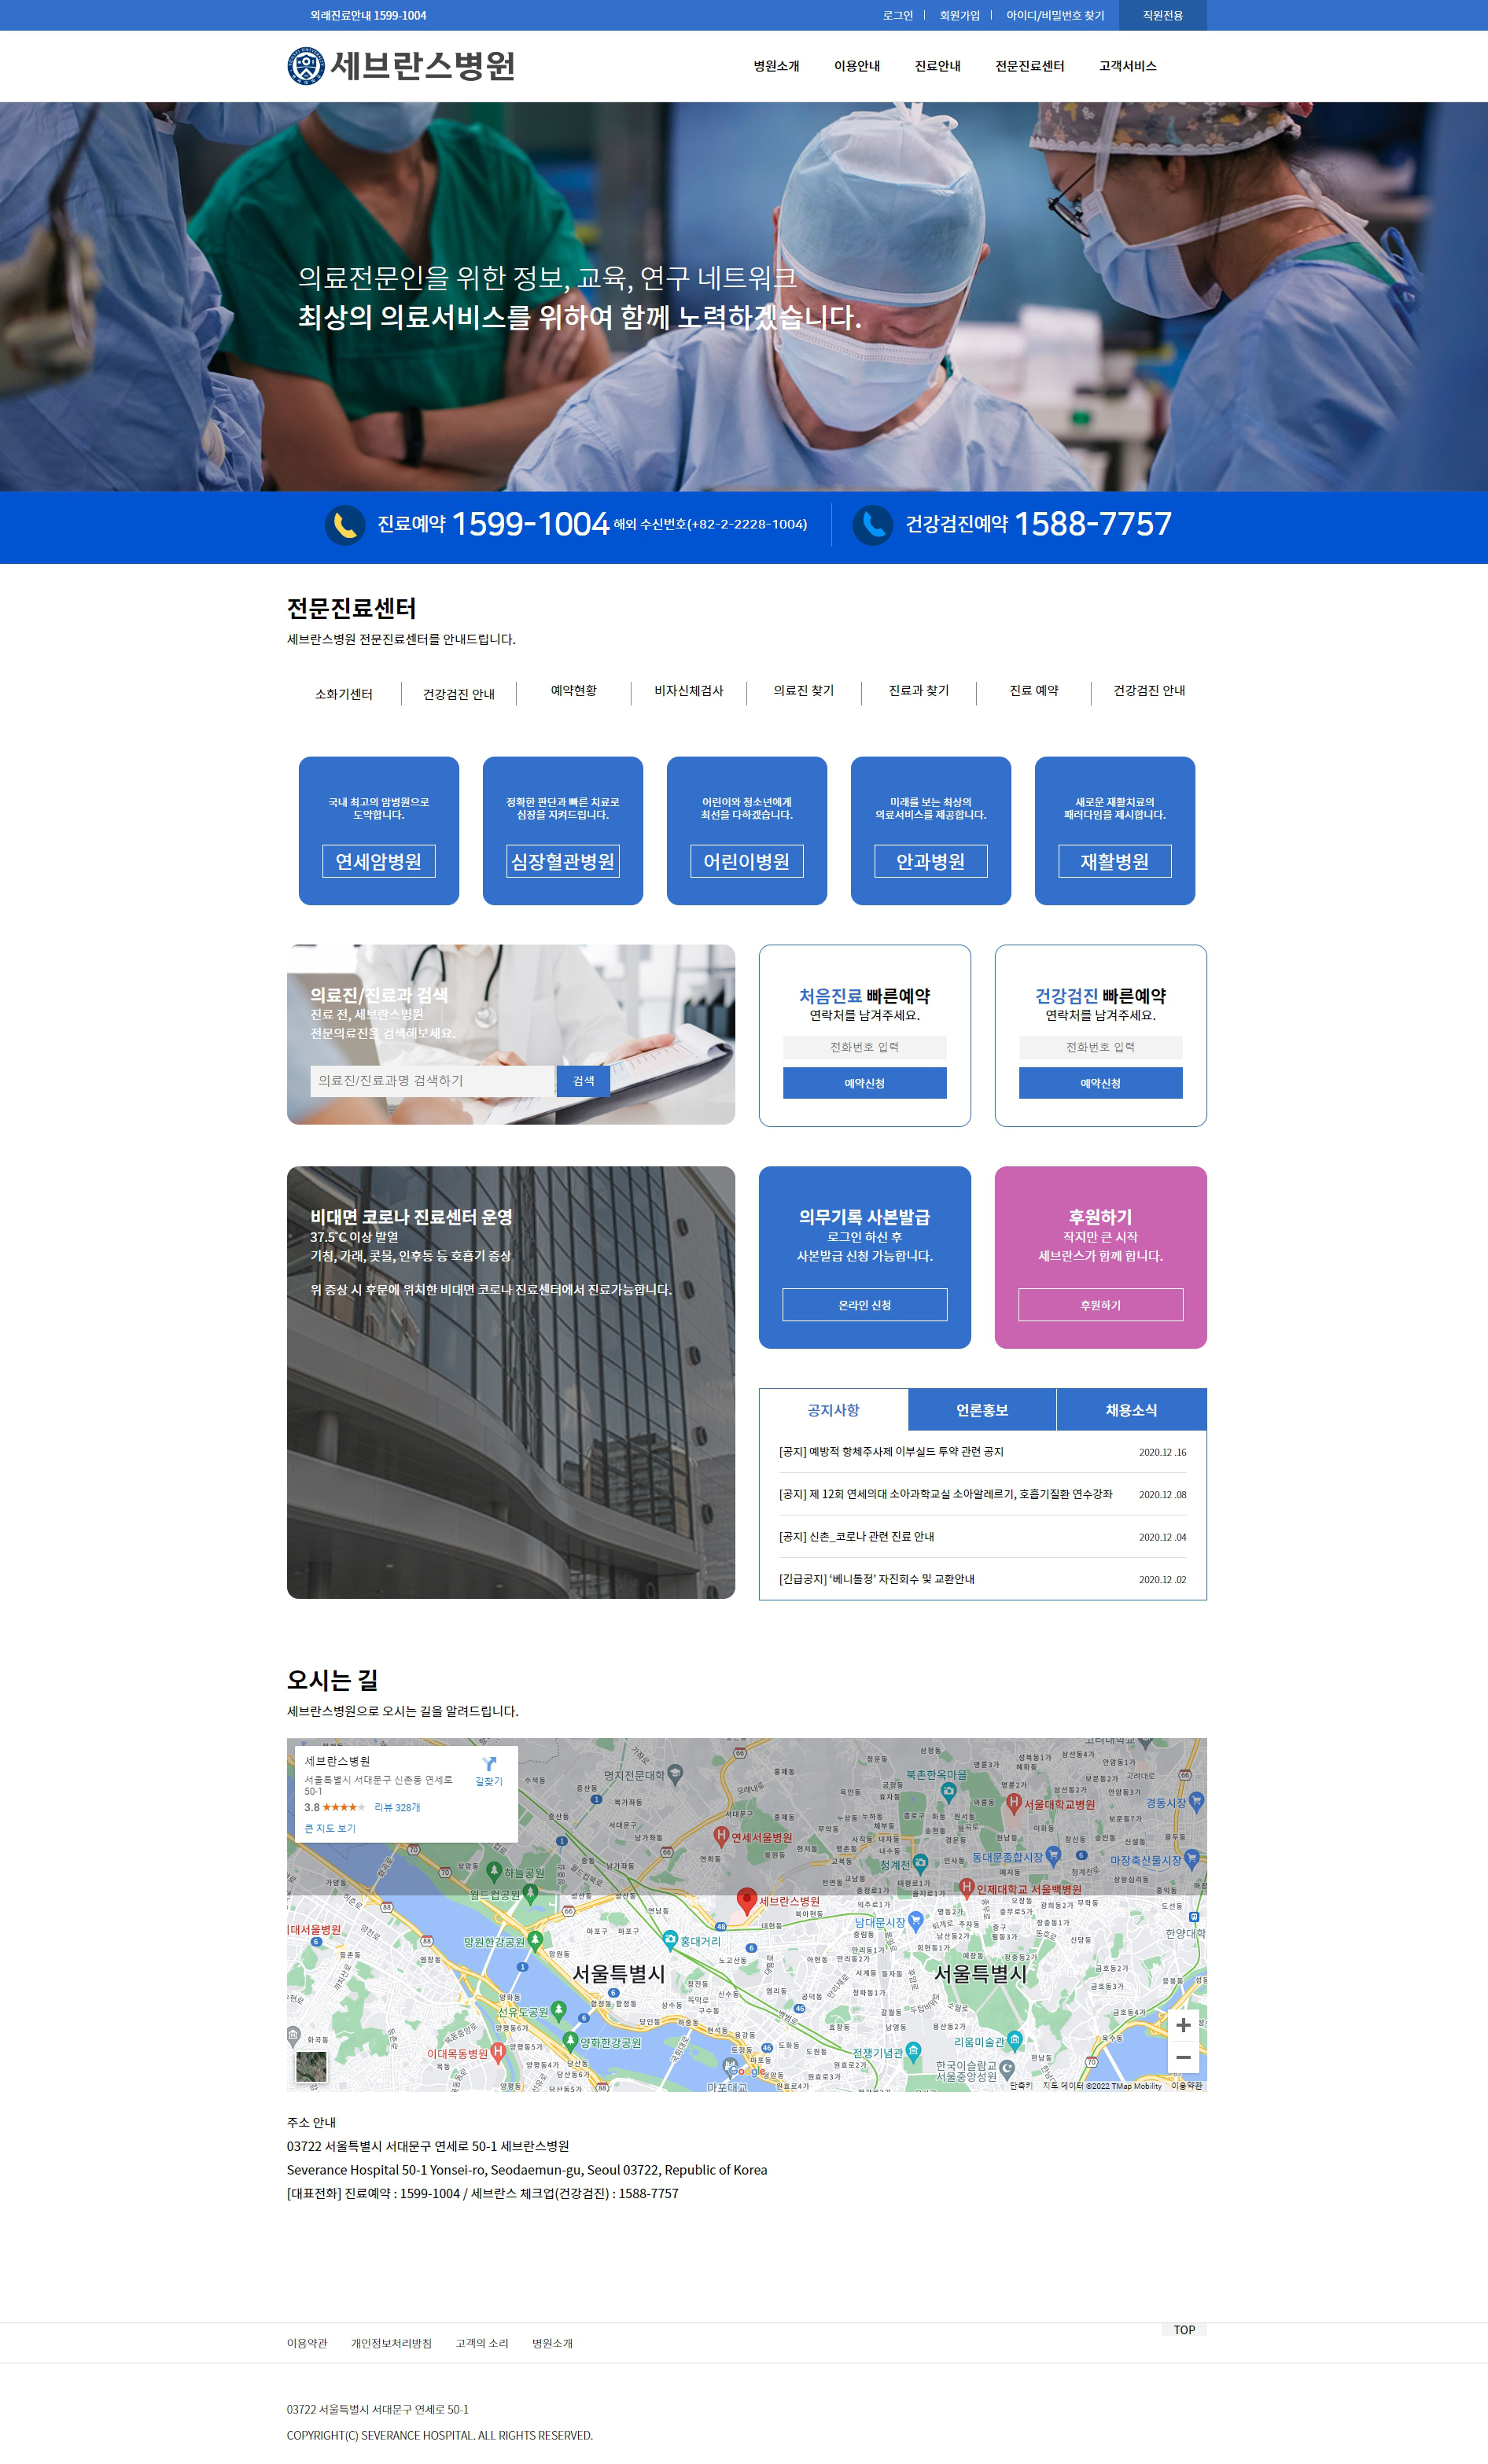 외래진료안내 1599-1004
로그인
회원가입
아이디/비밀번호 찾기
직원전용
세브란스병원
병원소개
이용안내
진료안내
전문진료센터
고객서비스
의료전문인을 위한 정보, 교육, 연구 네트워크
최상의 의료서비스를 위하여 함께 노력하겠습니다.
진료예약 1599-1004 해외 수신번호(+82-2-2228-1004)
건강검진예약 1588-7757
전문진료센터
세브란스병원 전문진료센터를 안내드립니다.
소화기센터
건강검진 안내
예약현황
비자신체검사
의료진 찾기
진료과 찾기
진료 예약
건강검진 안내
국내 최고의 암병원으로
도약합니다.
연세암병원
정확한 판단과 빠른 치료로
심장을 지켜드립니다.
심장혈관병원
어린이와 청소년에게
최선을 다하겠습니다.
어린이병원
미래를 보는 최상의
의료서비스를 제공합니다.
안과병원
새로운 재활치료의
패러다임을 제시합니다.
재활병원
의료진/진료과 검색
진료 전, 세브란스병원
전문의료진을 검색해보세요.
의료진/진료과명 검색하기
검색
처음진료 빠른예약
연락처를 남겨주세요.
전화번호 입력
예약신청
건강검진 빠른예약
연락처를 남겨주세요.
전화번호 입력
예약신청
비대면 코로나 진료센터 운영
37.5˚C 이상 발열
기침, 가래, 콧물, 인후통 등 호흡기 증상
위 증상 시 후문에 위치한 비대면 코로나 진료센터에서 진료가능합니다.
의무기록 사본발급
로그인 하신 후
사본발급 신청 가능합니다.
온라인 신청
후원하기
작지만 큰 시작
세브란스가 함께 합니다.
후원하기
공지사항
언론홍보
채용소식
[공지] 예방적 항체주사제 이부실드 투약 관련 공지
2020.12 .16
[공지] 제 12회 연세의대 소아과학교실 소아알레르기, 호흡기질환 연수강좌
2020.12 .08
[공지] 신촌_코로나 관련 진료 안내
2020.12 .04
[긴급공지] ‘베니톨정’ 자진회수 및 교환안내
2020.12 .02
오시는 길
세브란스병원으로 오시는 길을 알려드립니다.
세브란스병원
서울특별시 서대문구 신촌동 연세로
50-1
길찾기
3.8
리뷰 328개
큰 지도 보기
명지전문대학
북촌한옥마을
서울대학교병원
경동시장
연세서울병원
청계천
동대문종합시장
마장축산물시장
하늘공원
월드컵공원
세브란스병원
인제대학교 서울백병원
남대문시장
홍대거리
망원한강공원
서울특별시
서울특별시
한양대학
선유도공원
양화한강공원
이대목동병원
전쟁기념관
리움미술관
한국이슬람교
서울중앙성원
마포대교
단축키
지도 데이터 ©2022 TMap Mobility
이용약관
주소 안내
03722 서울특별시 서대문구 연세로 50-1 세브란스병원
Severance Hospital 50-1 Yonsei-ro, Seodaemun-gu, Seoul 03722, Republic of Korea
[대표전화] 진료예약 : 1599-1004 / 세브란스 체크업(건강검진) : 1588-7757
TOP
이용약관
개인정보처리방침
고객의 소리
병원소개
03722 서울특별시 서대문구 연세로 50-1
COPYRIGHT(C) SEVERANCE HOSPITAL. ALL RIGHTS RESERVED.